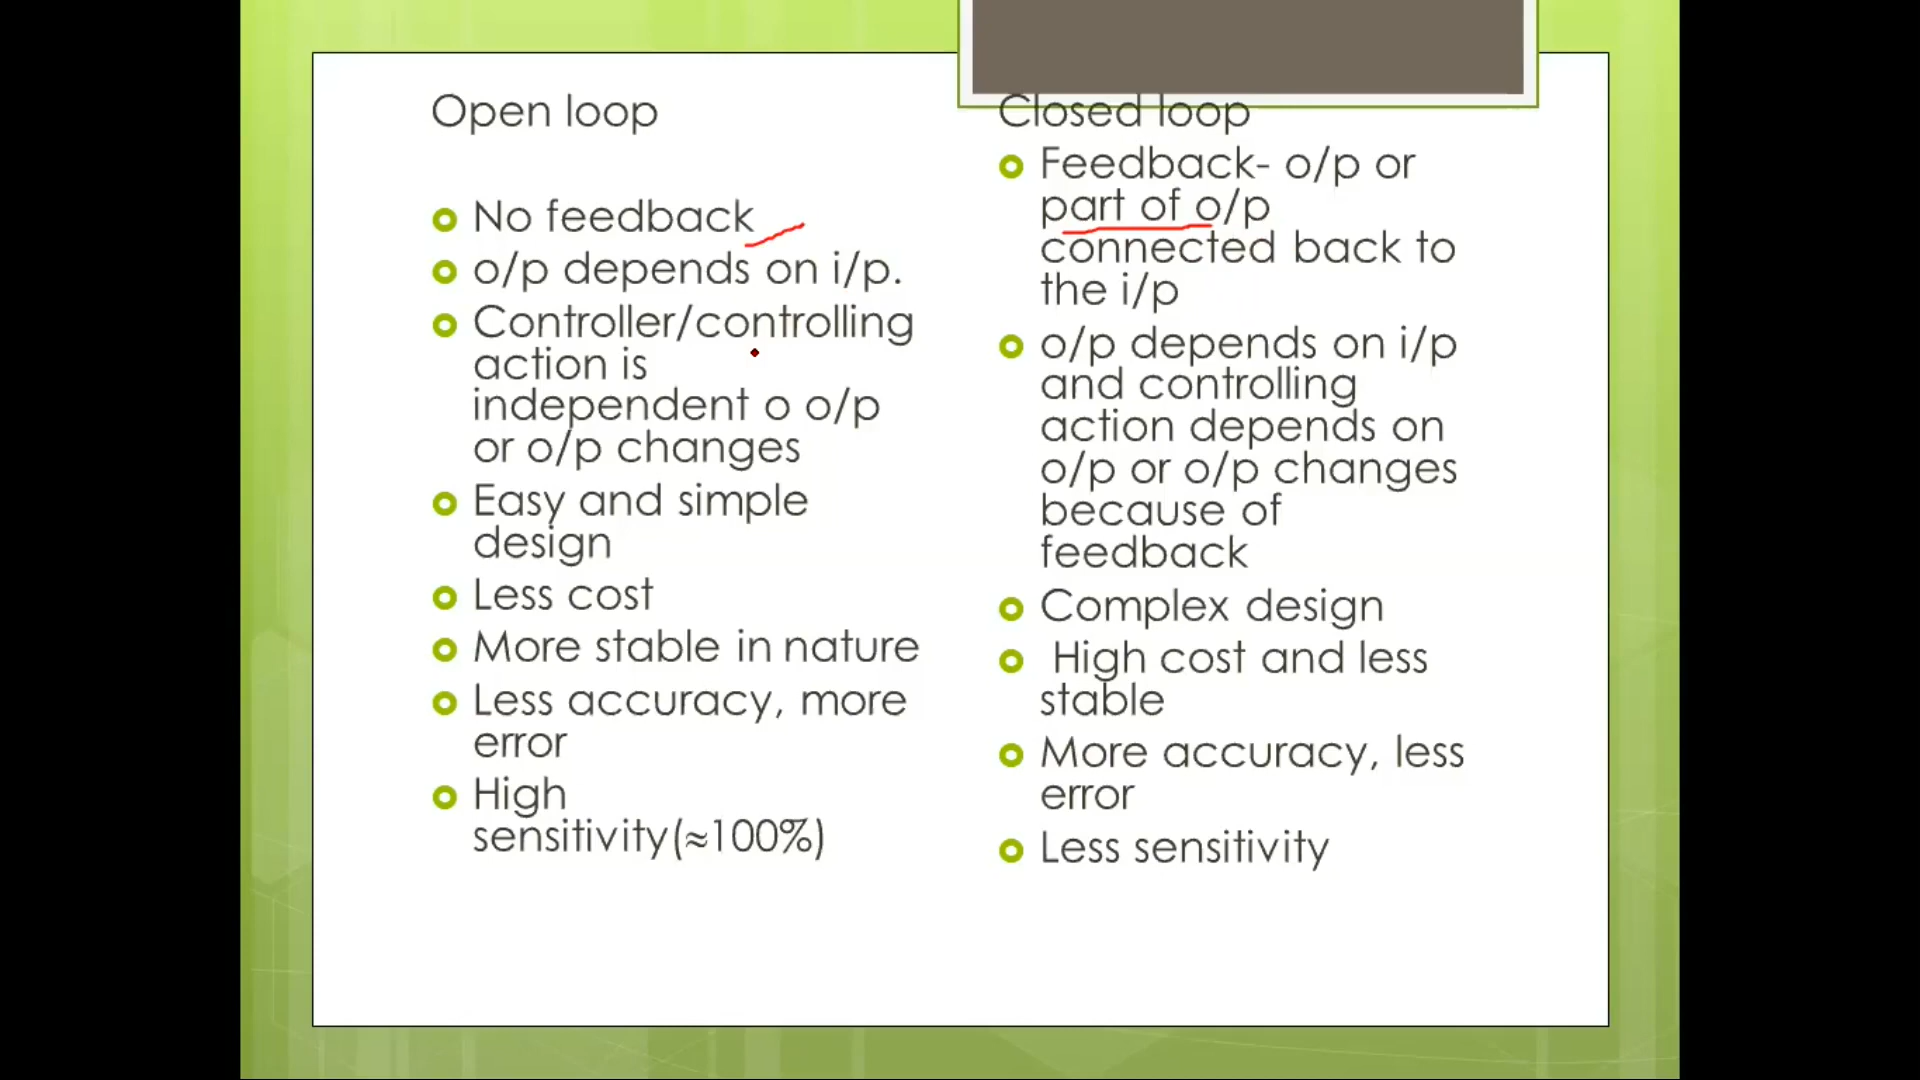 Open loop
No feedback
o/p depends on i/p.
Controller/controlling
action is
independent o o/p
or o/p changes
Easy and simple
design
Less cost
More stable in nature
Less accuracy, more
error
High
sensitivity(≈100%)
Closed loop
Feedback- o/p or
part of o/p
connected back to
the i/p
o/p depends on i/p
and controlling
action depends on
o/p or o/p changes
because of
feedback
Complex design
High cost and less
stable
More accuracy, less
error
Less sensitivity